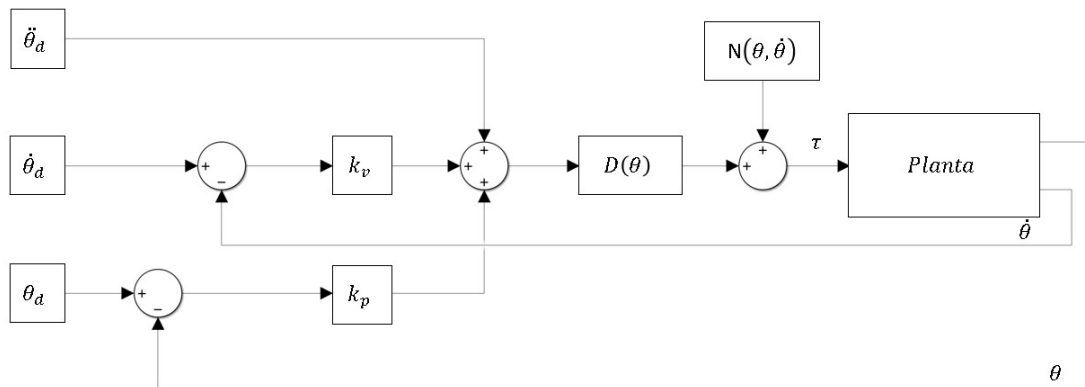 θ̈_d
N(θ, θ̇)
+
θ̇_d
+
−
k_v
+
+
+
D(θ)
+
+
τ
Planta
θ̇
θ_d
+
−
k_p
θ